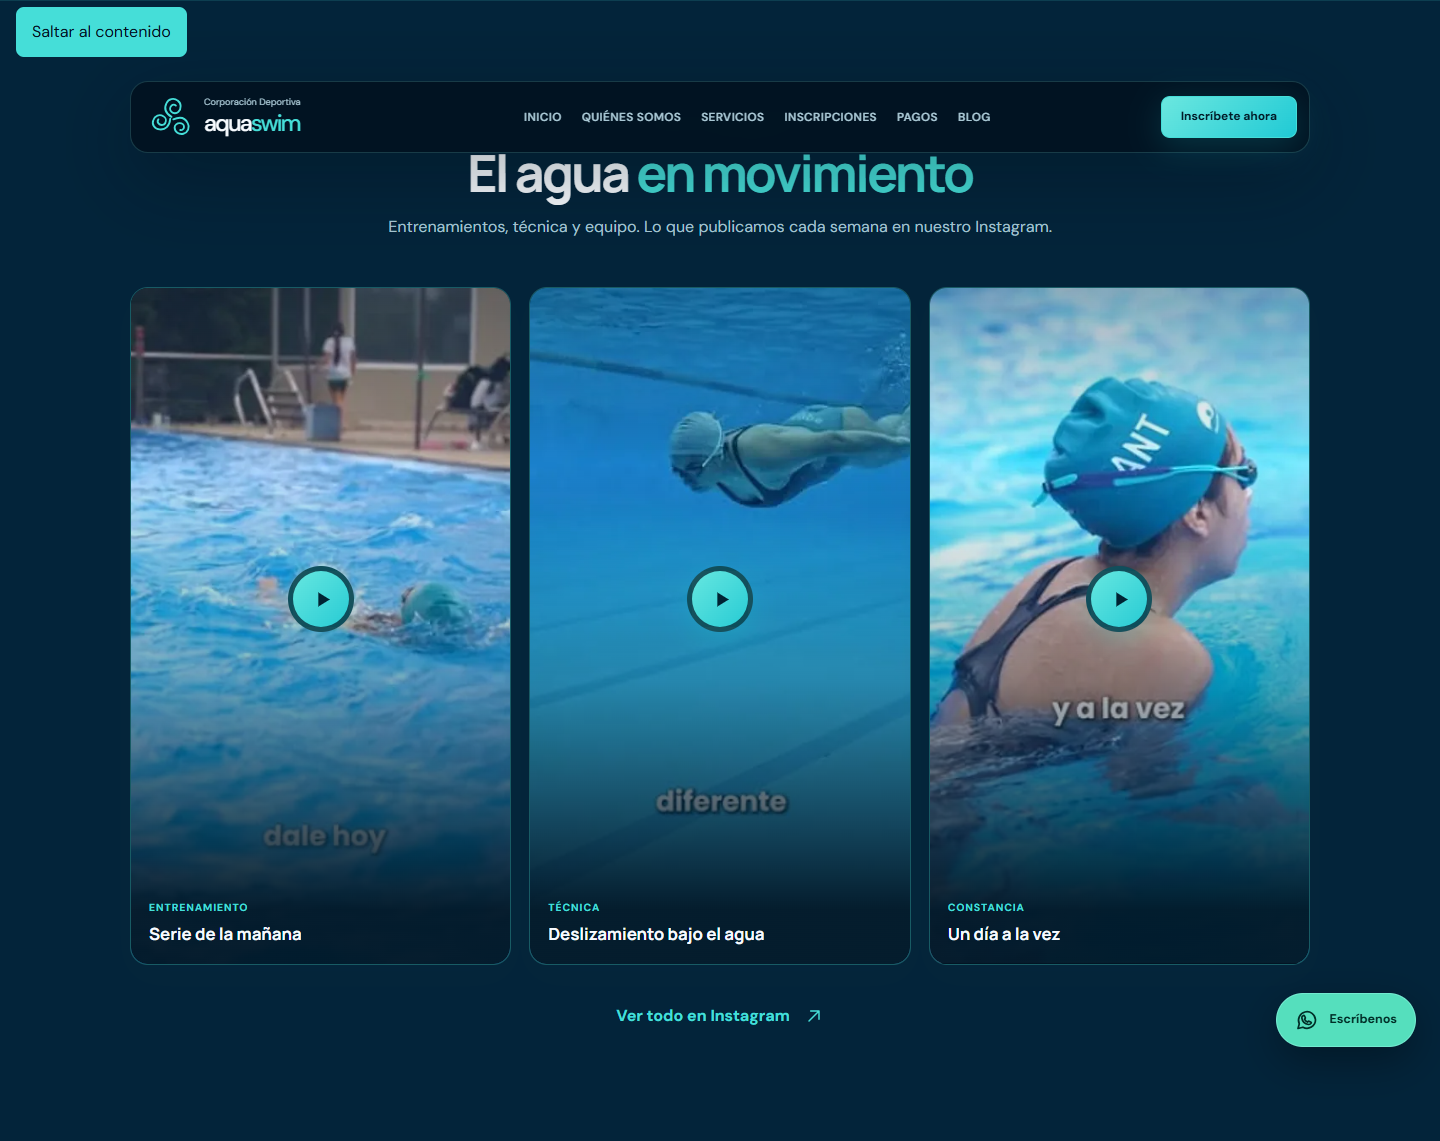 Saltar al contenido
Corporación Deportiva
aquaswim
INICIO QUIÉNES SOMOS SERVICIOS INSCRIPCIONES PAGOS BLOG
Inscríbete ahora
El agua en movimiento
Entrenamientos, técnica y equipo. Lo que publicamos cada semana en nuestro Instagram.
dale hoy
ENTRENAMIENTO
Serie de la mañana
diferente
TÉCNICA
Deslizamiento bajo el agua
ANT
y a la vez
CONSTANCIA
Un día a la vez
Ver todo en Instagram
Escríbenos